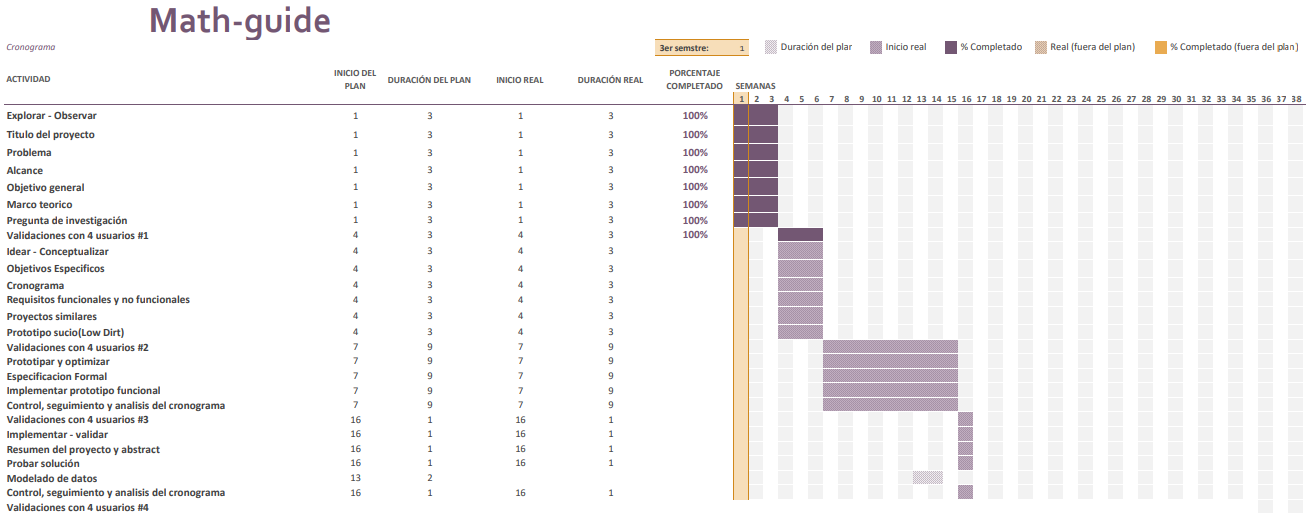 Math-guide
Cronograma
3er semstre: 1 Duración del plan Inicio real % Completado Real (fuera del plan) % Completado (fuera del plan)
ACTIVIDAD INICIO DEL PLAN DURACIÓN DEL PLAN INICIO REAL DURACIÓN REAL PORCENTAJE COMPLETADO SEMANAS
1 2 3 4 5 6 7 8 9 10 11 12 13 14 15 16 17 18 19 20 21 22 23 24 25 26 27 28 29 30 31 32 33 34 35 36 37 38
Explorar - Observar 1 3 1 3 100%
Titulo del proyecto 1 3 1 3 100%
Problema 1 3 1 3 100%
Alcance 1 3 1 3 100%
Objetivo general 1 3 1 3 100%
Marco teorico 1 3 1 3 100%
Pregunta de investigación 1 3 1 3 100%
Validaciones con 4 usuarios #1 4 3 4 3 100%
Idear - Conceptualizar 4 3 4 3
Objetivos Especificos 4 3 4 3
Cronograma 4 3 4 3
Requisitos funcionales y no funcionales 4 3 4 3
Proyectos similares 4 3 4 3
Prototipo sucio(Low Dirt) 4 3 4 3
Validaciones con 4 usuarios #2 7 9 7 9
Prototipar y optimizar 7 9 7 9
Especificacion Formal 7 9 7 9
Implementar prototipo funcional 7 9 7 9
Control, seguimiento y analisis del cronograma 7 9 7 9
Validaciones con 4 usuarios #3 16 1 16 1
Implementar - validar 16 1 16 1
Resumen del proyecto y abstract 16 1 16 1
Probar solución 16 1 16 1
Modelado de datos 13 2
Control, seguimiento y analisis del cronograma 16 1 16 1
Validaciones con 4 usuarios #4